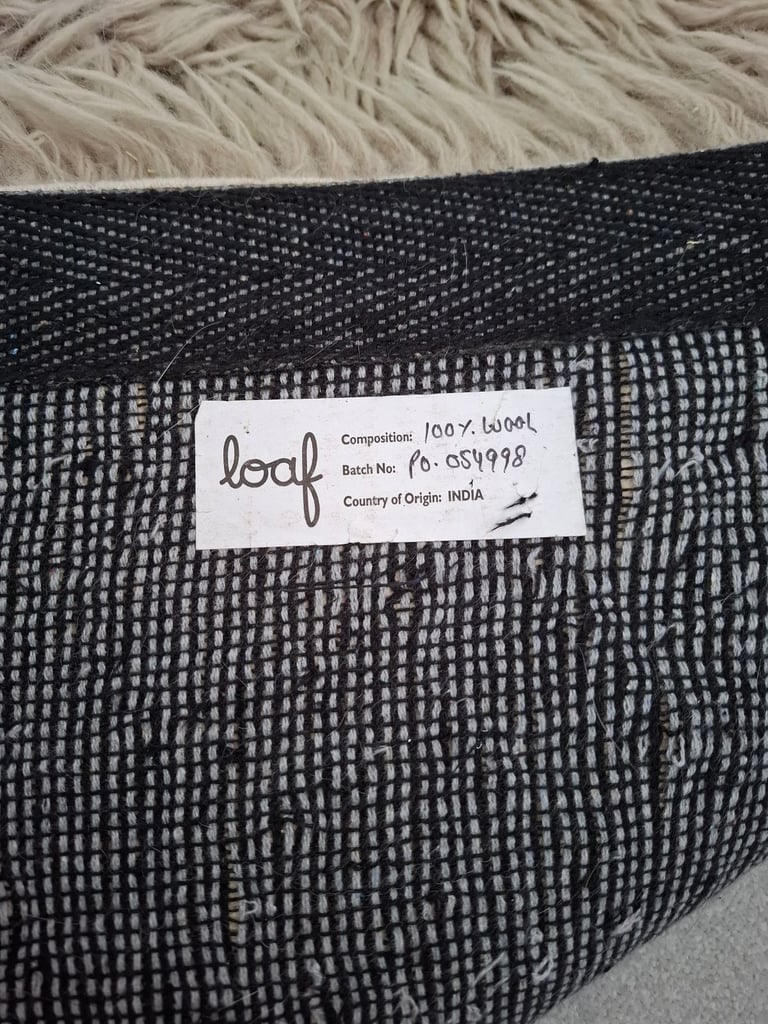 loaf
Composition: 100% WOOL
Batch No: PO. 054998
Country of Origin: INDIA